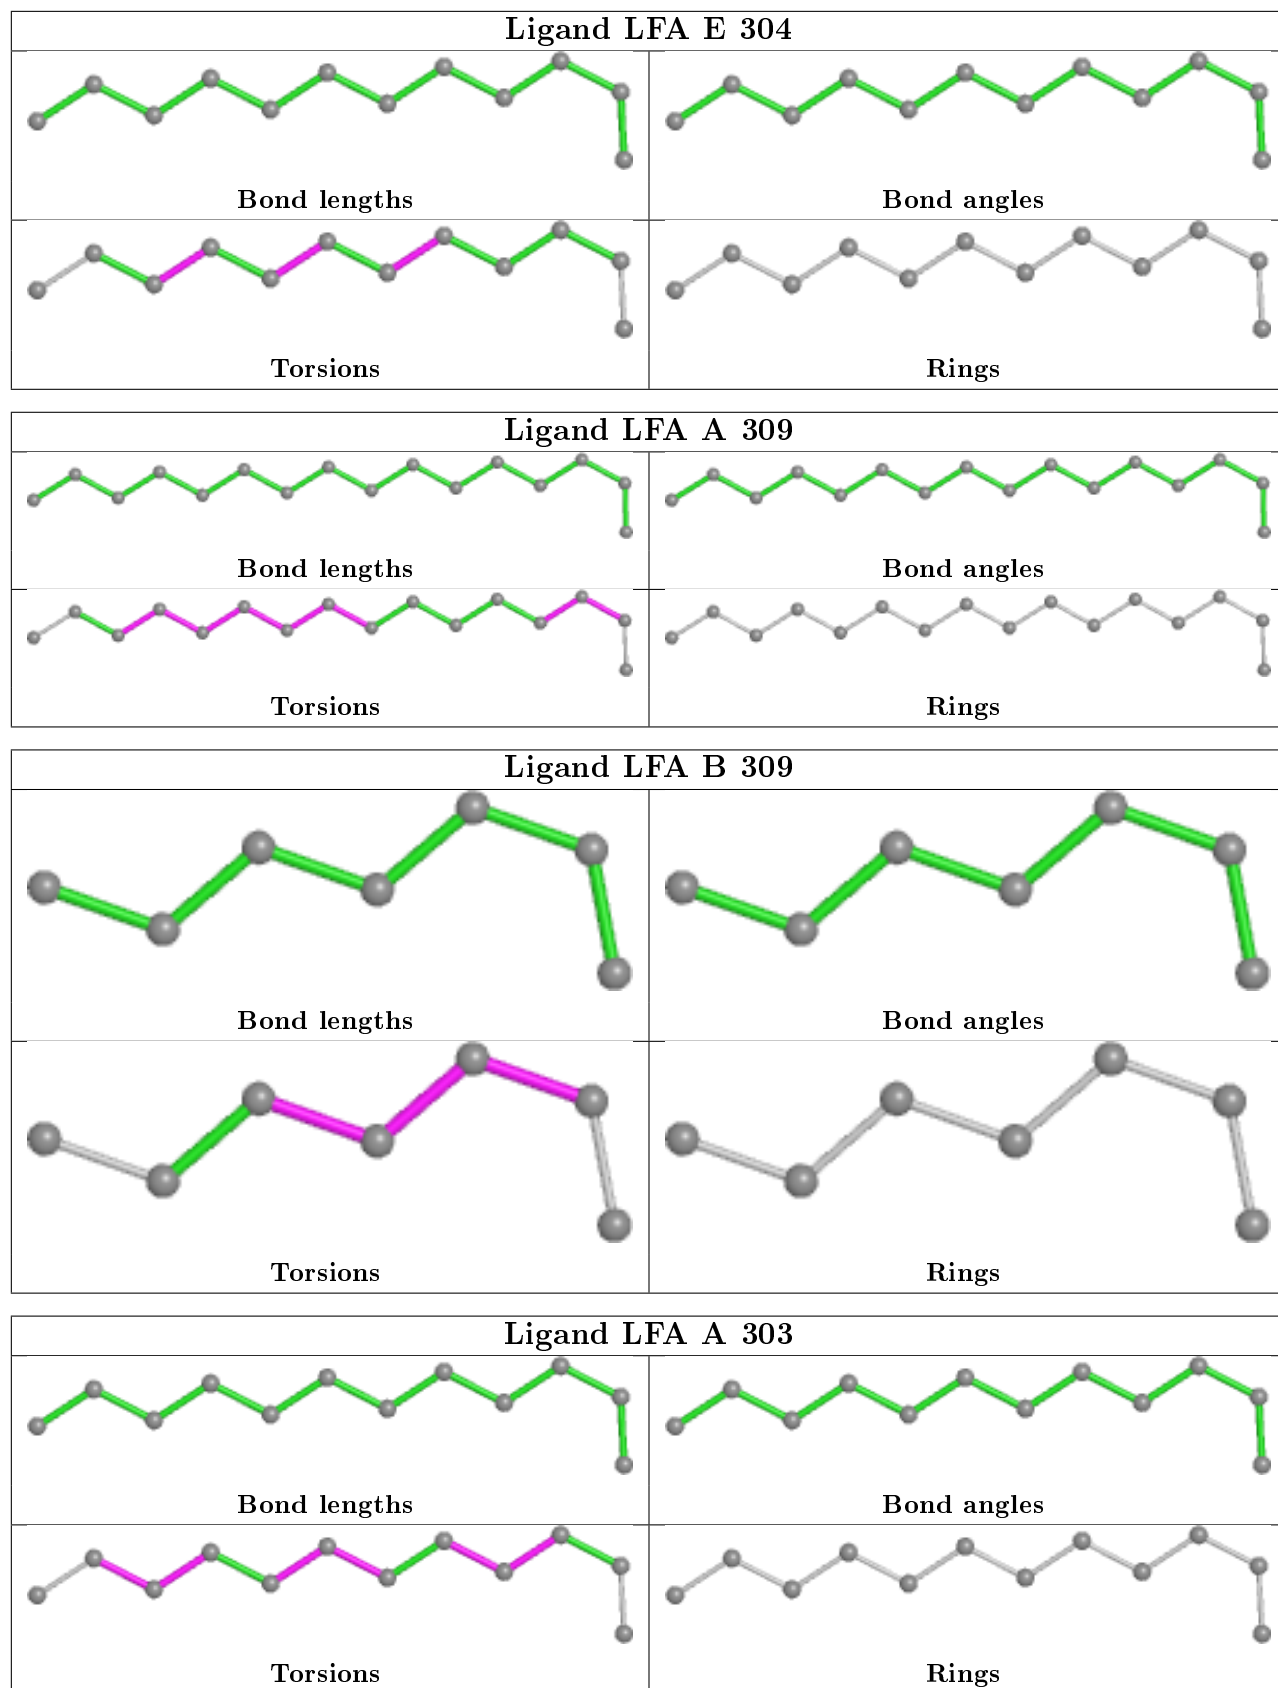 Ligand LFA E 304
Bond lengths
Bond angles
Torsions
Rings
Ligand LFA A 309
Bond lengths
Bond angles
Torsions
Rings
Ligand LFA B 309
Bond lengths
Bond angles
Torsions
Rings
Ligand LFA A 303
Bond lengths
Bond angles
Torsions
Rings